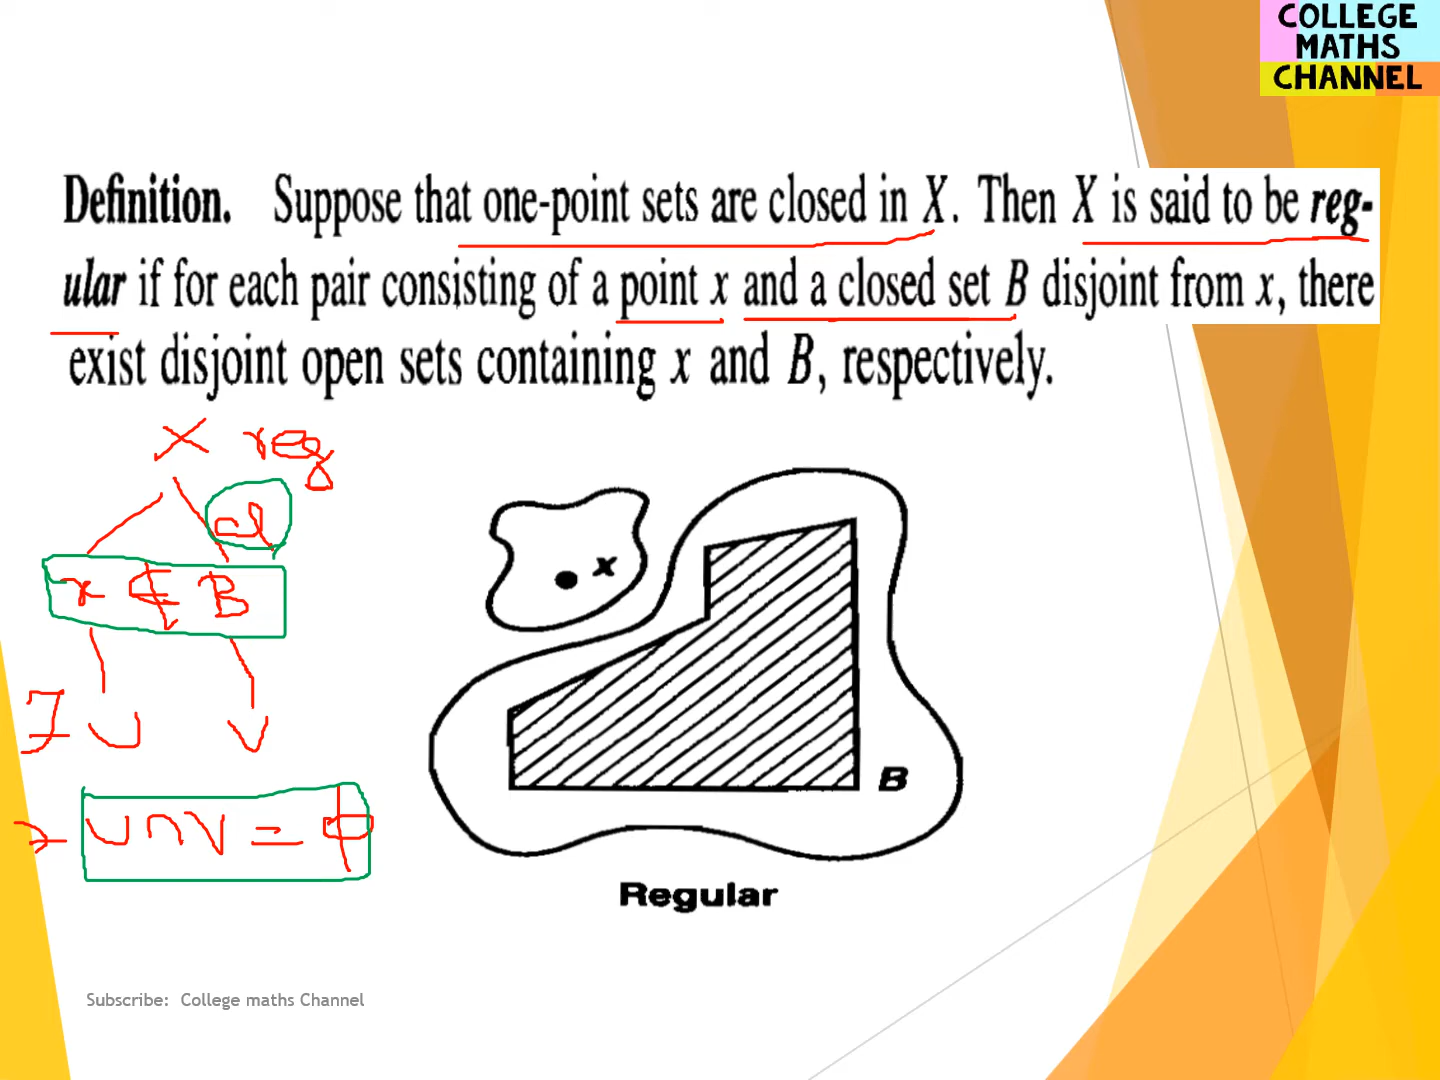 COLLEGE
MATHS
CHANNEL
Definition. Suppose that one-point sets are closed in X. Then X is said to be reg-
ular if for each pair consisting of a point x and a closed set B disjoint from x, there
exist disjoint open sets containing x and B, respectively.
X reg
cl
x ∉ B
∃ U V
U ∩ V = ф
x
B
Regular
Subscribe: College maths Channel